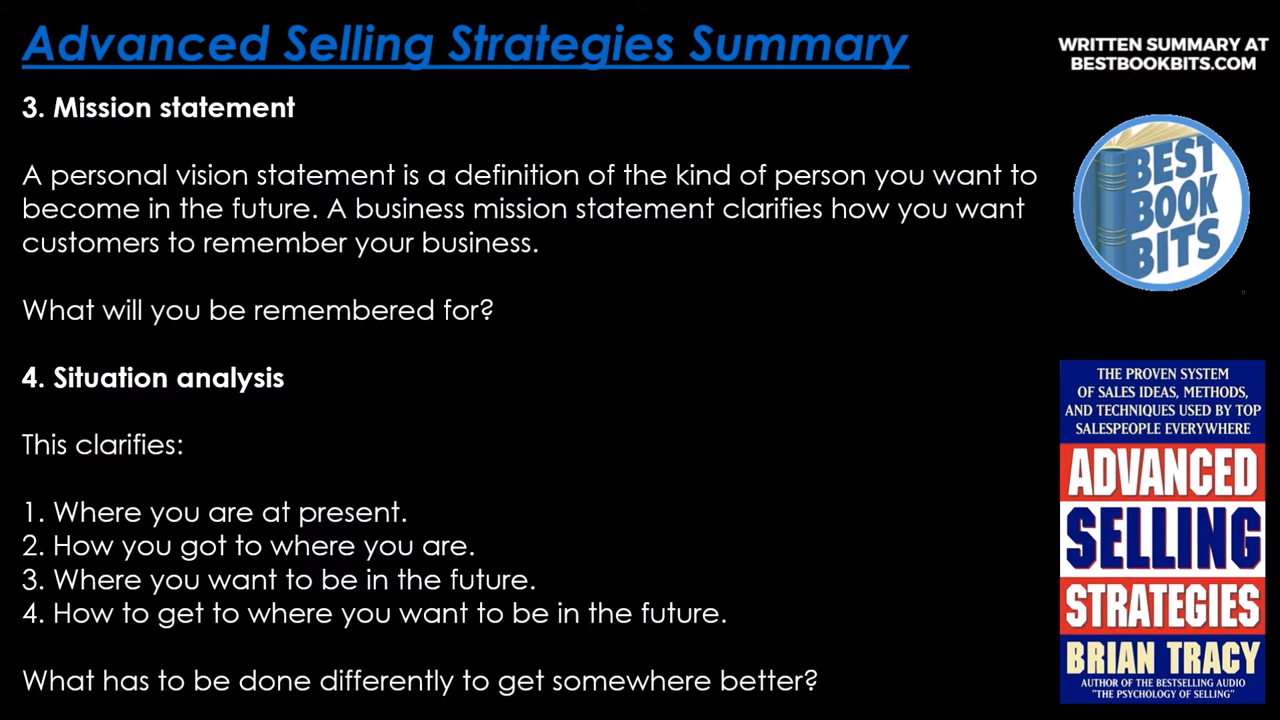 Advanced Selling Strategies Summary
WRITTEN SUMMARY AT
BESTBOOKBITS.COM
3. Mission statement
A personal vision statement is a definition of the kind of person you want to
become in the future. A business mission statement clarifies how you want
customers to remember your business.
What will you be remembered for?
4. Situation analysis
This clarifies:
1. Where you are at present.
2. How you got to where you are.
3. Where you want to be in the future.
4. How to get to where you want to be in the future.
What has to be done differently to get somewhere better?
BEST
BOOK
BITS
THE PROVEN SYSTEM
OF SALES IDEAS, METHODS,
AND TECHNIQUES USED BY TOP
SALESPEOPLE EVERYWHERE
ADVANCED
SELLING
STRATEGIES
BRIAN TRACY
AUTHOR OF THE BESTSELLING AUDIO
"THE PSYCHOLOGY OF SELLING"